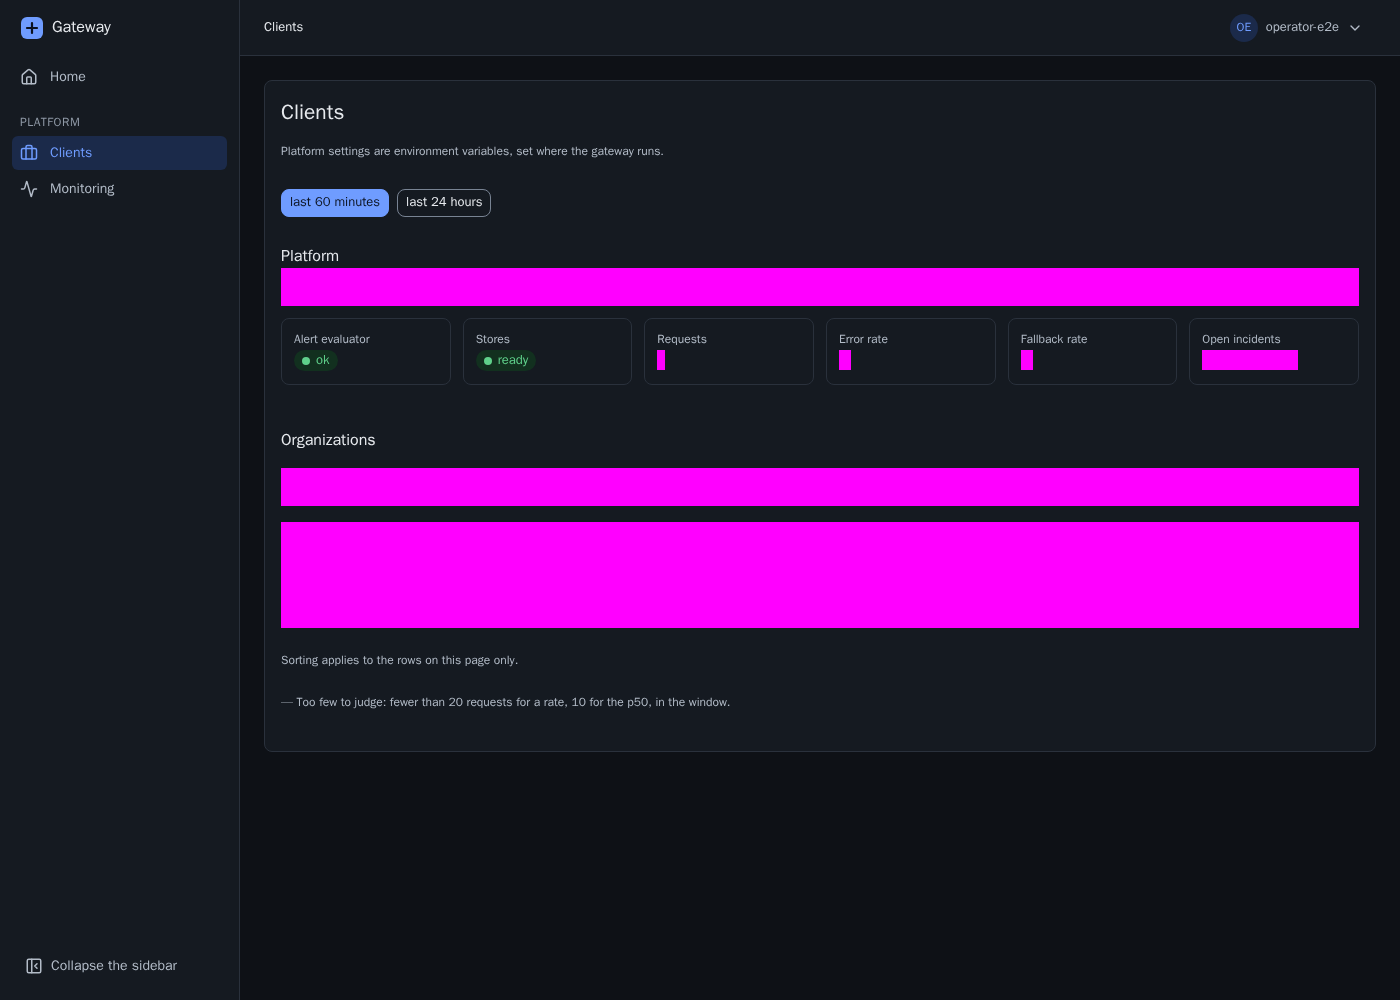 Gateway
Clients
OE
operator-e2e
Home
PLATFORM
Clients
Monitoring
Clients
Platform settings are environment variables, set where the gateway runs.
last 60 minutes
last 24 hours
Platform
Alert evaluator
ok
Stores
ready
Requests
Error rate
Fallback rate
Open incidents
Organizations
Sorting applies to the rows on this page only.
— Too few to judge: fewer than 20 requests for a rate, 10 for the p50, in the window.
Collapse the sidebar